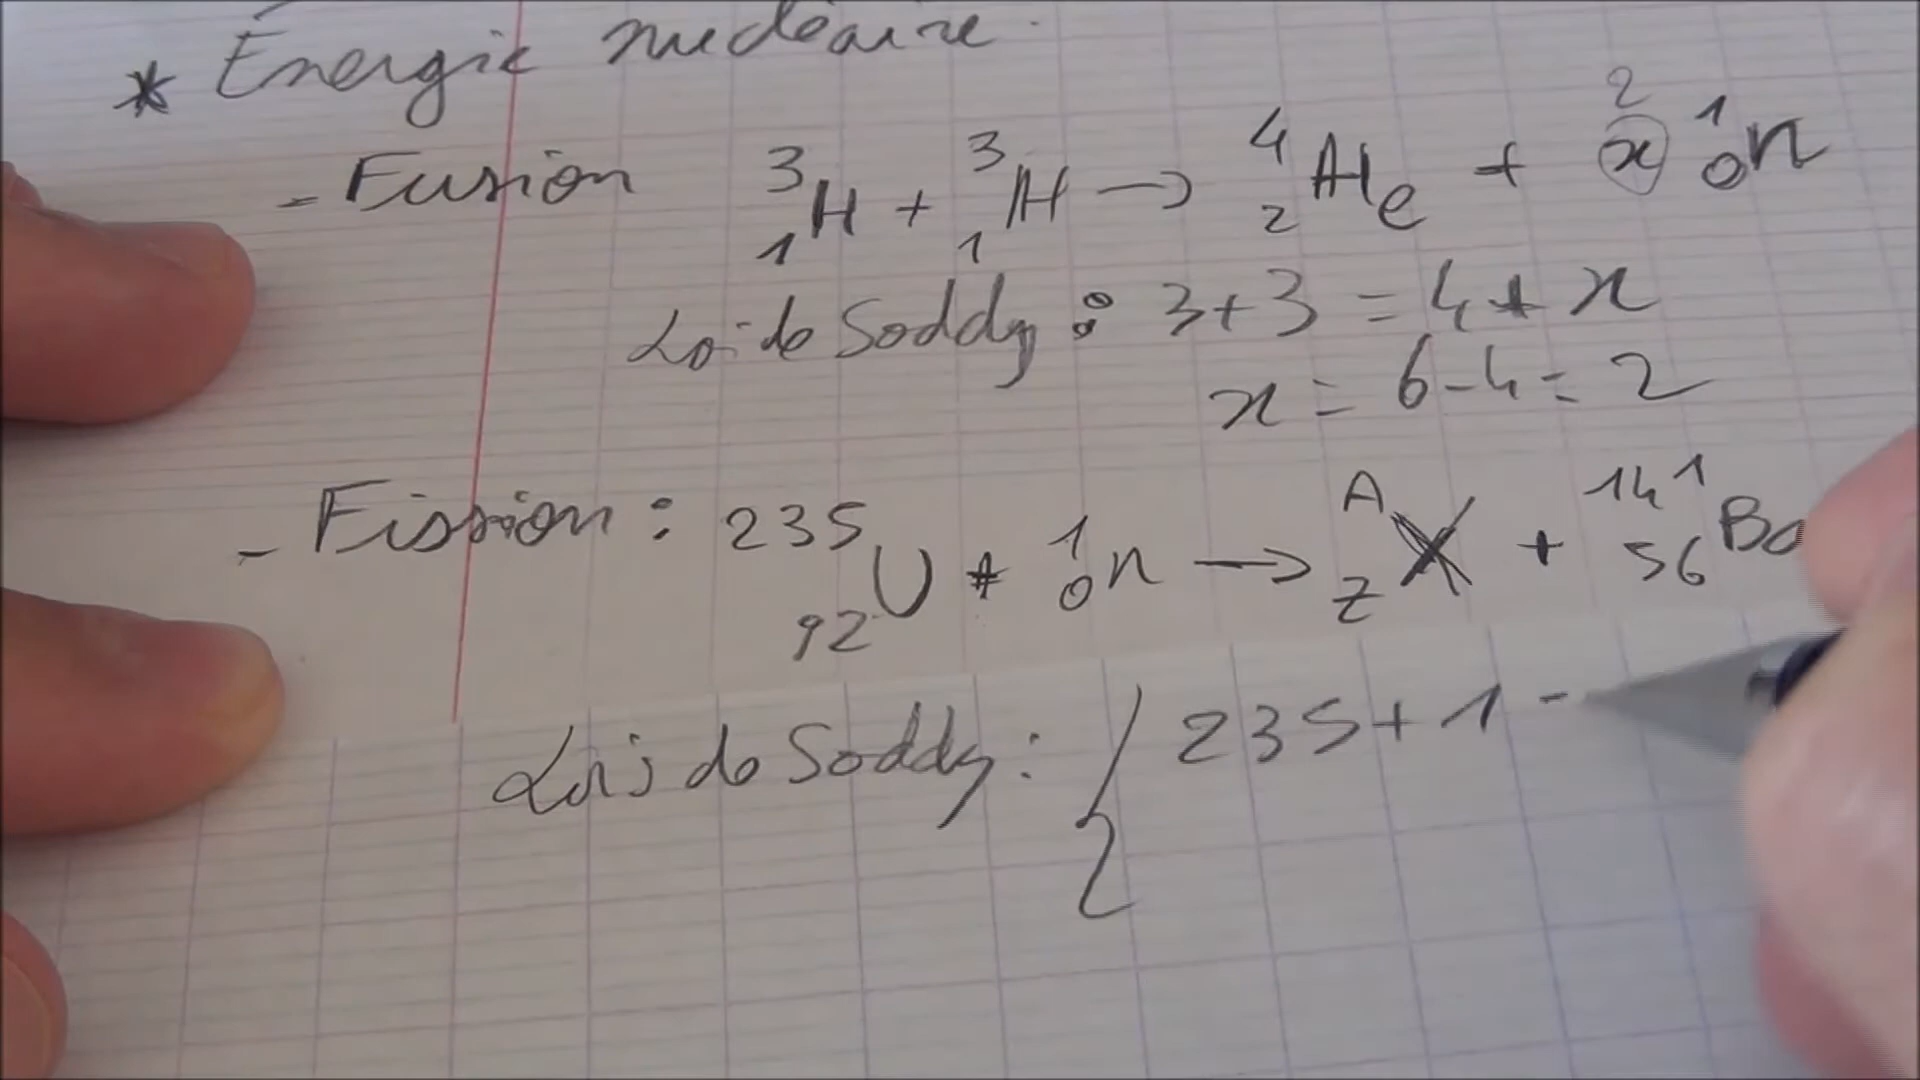 * Énergie nucléaire.
- Fusion ³₁H + ³₁H → ⁴₂He + x ¹₀n
2
Loi de Soddy : 3+3 = 4 + x
x = 6-4 = 2
- Fission : ²³⁵₉₂U + ¹₀n → ᴬ_ZX + ¹⁴¹₅₆Ba
Lois de Soddy : { 235 + 1 =